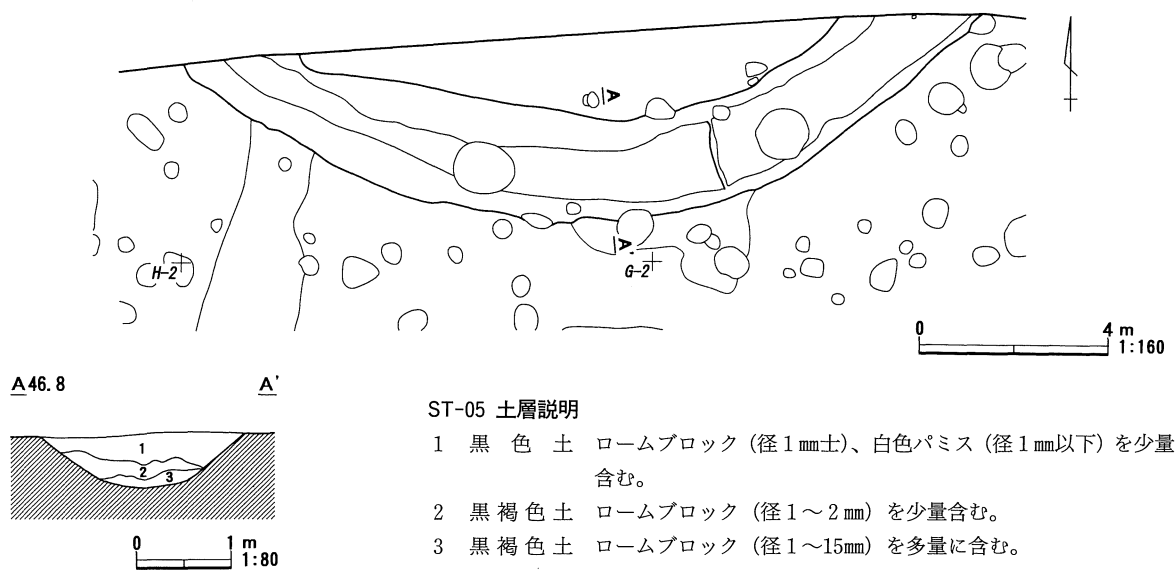 A
A'
H-2
G-2
0 4 m
1:160
A 46.8 A'
1
2
3
0 1 m
1:80
ST-05 土層説明
1 黒色土 ロームブロック（径1㎜士）、白色パミス（径1㎜以下）を少量
含む。
2 黒褐色土 ロームブロック（径1～2㎜）を少量含む。
3 黒褐色土 ロームブロック（径1～15㎜）を多量に含む。